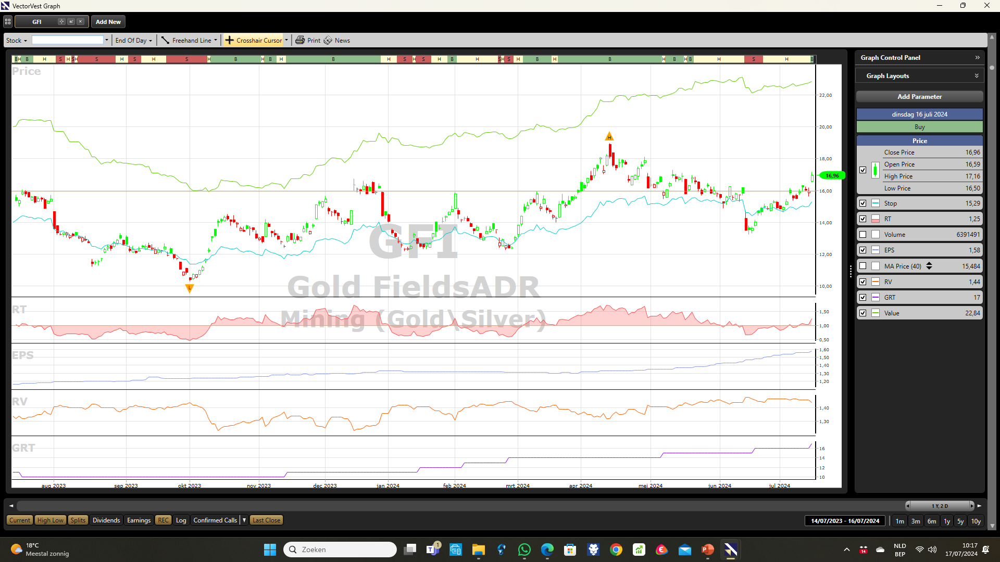 VectorVest Graph
GFI
Add New
Stock
End Of Day
Freehand Line
Crosshair Cursor
Print
News
B H B H S H S H S H S H S H B H B H B H S H S H B H S H S H B H B H B H B H S H B
Price
GFI
Gold FieldsADR
Mining (Gold\Silver)
H
L
22,00
20,00
18,00
16,96
16,00
14,00
12,00
10,00
RT
1,50
1,00
0,50
EPS
1,60
1,50
1,40
1,30
1,20
RV
1,40
1,30
GRT
16
14
12
10
aug 2023 sep 2023 okt 2023 nov 2023 dec 2023 jan 2024 feb 2024 mrt 2024 apr 2024 mei 2024 jun 2024 jul 2024
Graph Control Panel
Graph Layouts
Add Parameter
dinsdag 16 juli 2024
Buy
Price
Close Price 16,96
Open Price 16,59
High Price 17,16
Low Price 16,50
Stop 15,29
RT 1,25
Volume 6391491
EPS 1,58
MA Price (40) 15,484
RV 1,44
GRT 17
Value 22,84
1 Y, 2 D
Current High Low Splits Dividends Earnings REC Log Confirmed Calls Last Close
14/07/2023 - 16/07/2024 1m 3m 6m 1y 5y 10y
18°C
Meestal zonnig
Zoeken
1
14
NLD
BEP
10:17
17/07/2024